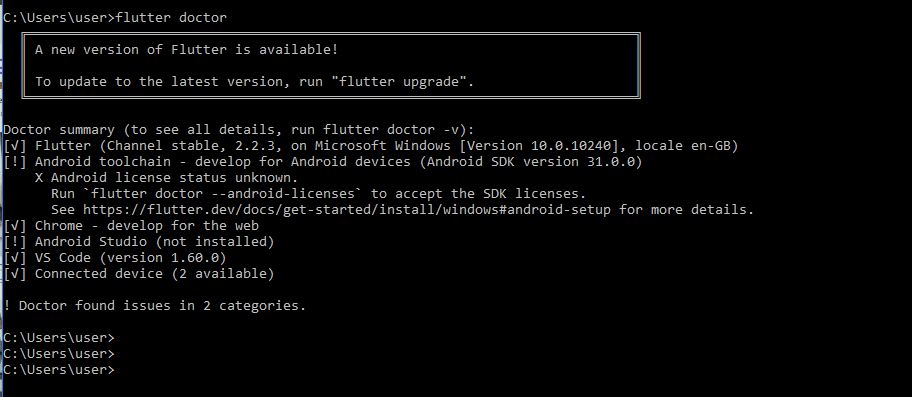 C:\Users\user>flutter doctor
A new version of Flutter is available!
To update to the latest version, run "flutter upgrade".
Doctor summary (to see all details, run flutter doctor -v):
[√] Flutter (Channel stable, 2.2.3, on Microsoft Windows [Version 10.0.10240], locale en-GB)
[!] Android toolchain - develop for Android devices (Android SDK version 31.0.0)
X Android license status unknown.
Run `flutter doctor --android-licenses` to accept the SDK licenses.
See https://flutter.dev/docs/get-started/install/windows#android-setup for more details.
[√] Chrome - develop for the web
[!] Android Studio (not installed)
[√] VS Code (version 1.60.0)
[√] Connected device (2 available)
! Doctor found issues in 2 categories.
C:\Users\user>
C:\Users\user>
C:\Users\user>